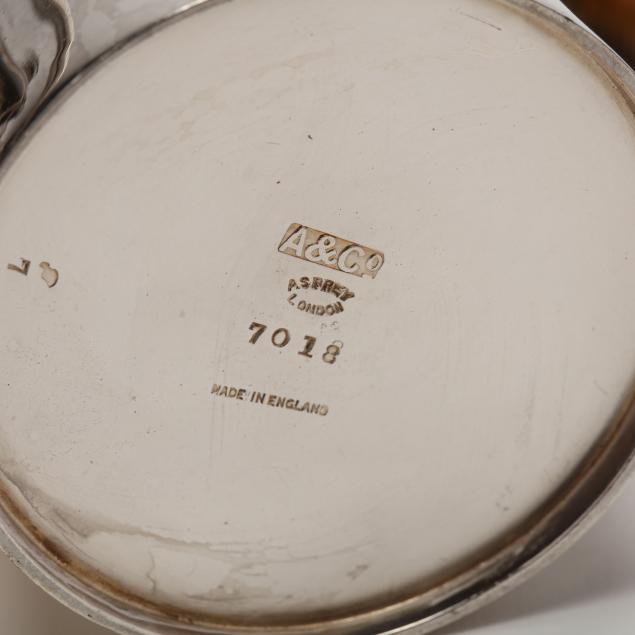 A&Co
ASPREY
LONDON
7018
MADE IN ENGLAND